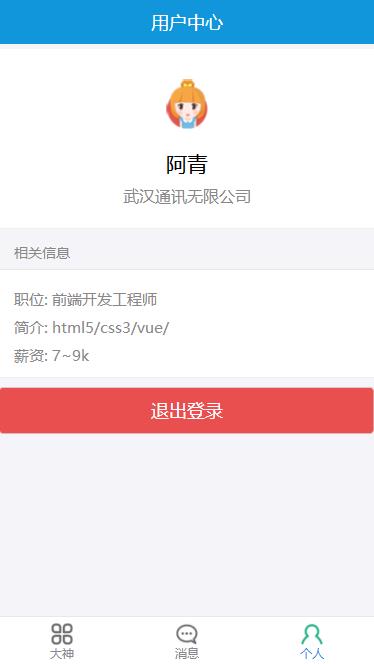 用户中心
阿青
武汉通讯无限公司
相关信息
职位: 前端开发工程师
简介: html5/css3/vue/
薪资: 7~9k
退出登录
大神
消息
个人